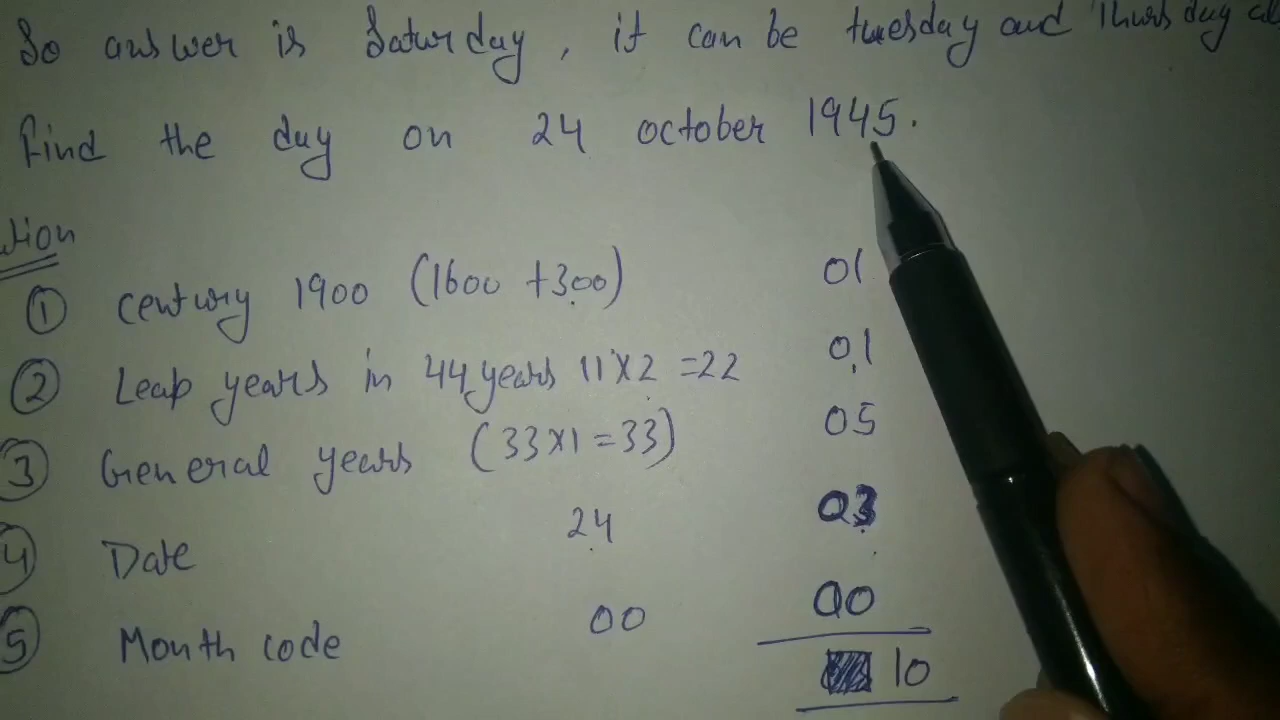 So answer is Saturday, it can be tuesday and Thursday
Find the day on 24 october 1945.
① century 1900 (1600 +300) 01
② Leap years in 44 years 11×2 =22 01
③ General years (33×1 = 33) 05
④ Date 24 03
⑤ Month code 00 00
10